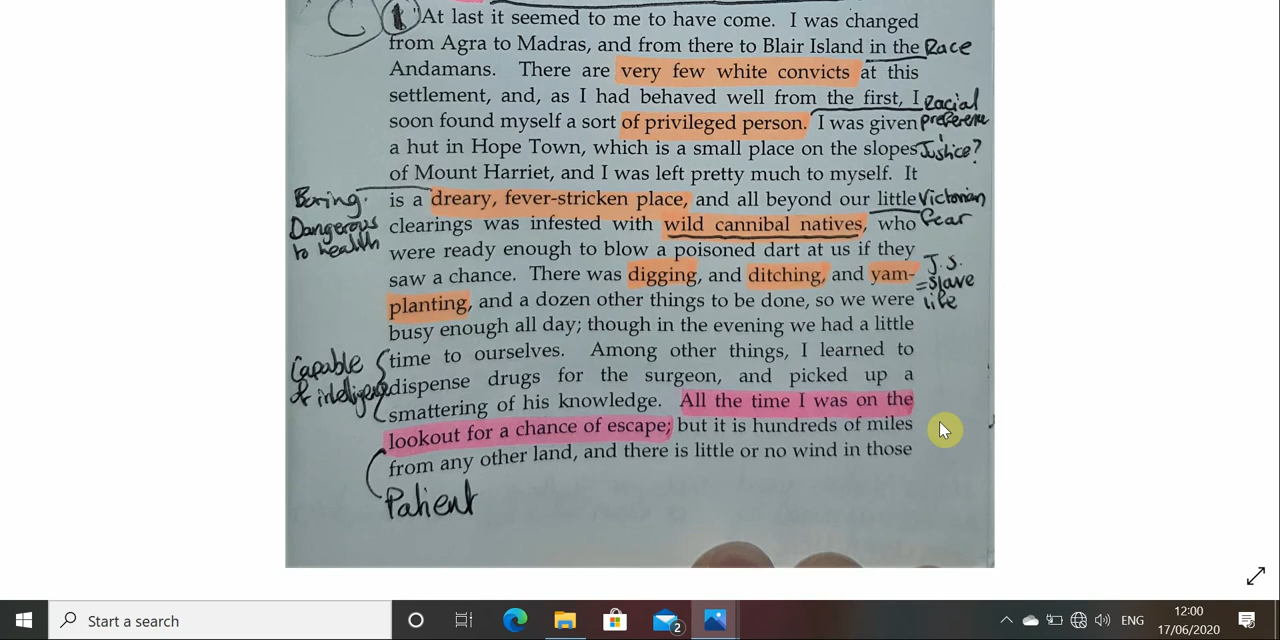 1 "At last it seemed to me to have come. I was changed
from Agra to Madras, and from there to Blair Island in the Race
Andamans. There are very few white convicts at this
settlement, and, as I had behaved well from the first, I Racial
soon found myself a sort of privileged person. I was given preference
a hut in Hope Town, which is a small place on the slopes Justice?
of Mount Harriet, and I was left pretty much to myself. It
Boring. is a dreary, fever-stricken place, and all beyond our little Victorian
Dangerous clearings was infested with wild cannibal natives, who fear
to health were ready enough to blow a poisoned dart at us if they
saw a chance. There was digging, and ditching, and yam- J.S.
planting, and a dozen other things to be done, so we were = slave life
busy enough all day; though in the evening we had a little
Capable time to ourselves. Among other things, I learned to
of intelligence dispense drugs for the surgeon, and picked up a
smattering of his knowledge. All the time I was on the
lookout for a chance of escape; but it is hundreds of miles
from any other land, and there is little or no wind in those
Patient
Start a search
2
ENG
12:00
17/06/2020